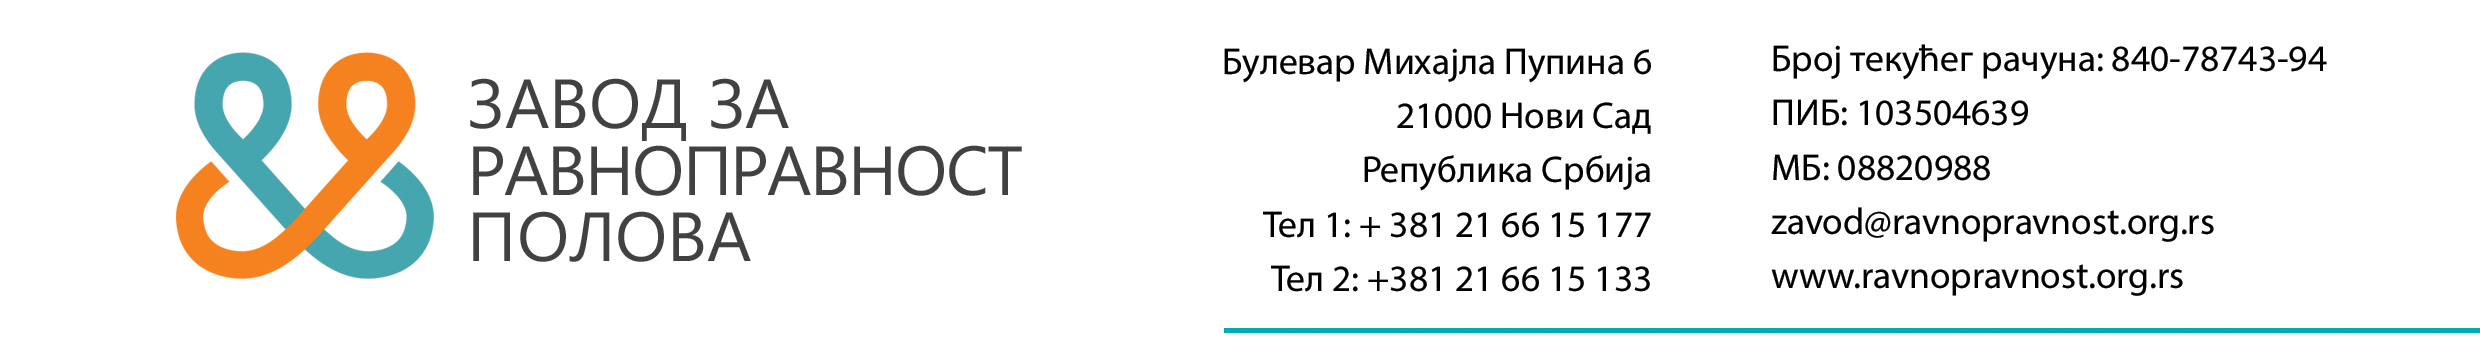 ЗАВОД ЗА
РАВНОПРАВНОСТ
ПОЛОВА
Булевар Михајла Пупина 6
21000 Нови Сад
Република Србија
Тел 1: + 381 21 66 15 177
Тел 2: +381 21 66 15 133
Број текућег рачуна: 840-78743-94
ПИБ: 103504639
МБ: 08820988
zavod@ravnopravnost.org.rs
www.ravnopravnost.org.rs